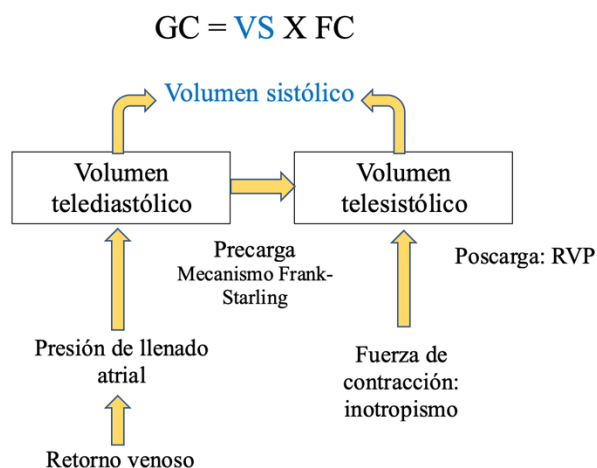 GC = VS X FC
Volumen sistólico
Volumen
telediastólico
Volumen
telesistólico
Precarga
Mecanismo Frank-
Starling
Poscarga: RVP
Presión de llenado
atrial
Fuerza de
contracción:
inotropismo
Retorno venoso